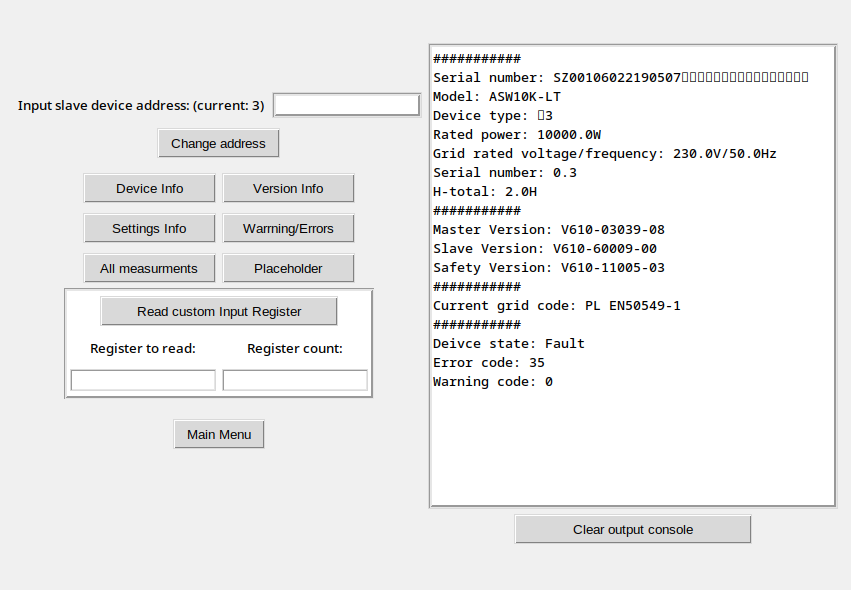 Input slave device address: (current: 3)
Change address
Device Info
Version Info
Settings Info
Warrning/Errors
All measurments
Placeholder
Read custom Input Register
Register to read:
Register count:
Main Menu
###########
Serial number: SZ00106022190507▯▯▯▯▯▯▯▯▯▯▯▯▯▯▯▯
Model: ASW10K-LT
Device type: ▯3
Rated power: 10000.0W
Grid rated voltage/frequency: 230.0V/50.0Hz
Serial number: 0.3
H-total: 2.0H
###########
Master Version: V610-03039-08
Slave Version: V610-60009-00
Safety Version: V610-11005-03
###########
Current grid code: PL EN50549-1
###########
Deivce state: Fault
Error code: 35
Warning code: 0
Clear output console